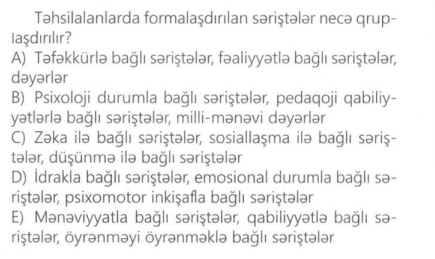 Təhsilalanlarda formalaşdırılan səriştələr necə qrup-
laşdırılır?
A) Təfəkkürlə bağlı səriştələr, fəaliyyətlə bağlı səriştələr,
dəyərlər
B) Psixoloji durumla bağlı səriştələr, pedaqoji qabiliy-
yətlərlə bağlı səriştələr, milli-mənəvi dəyərlər
C) Zəka ilə bağlı səriştələr, sosiallaşma ilə bağlı səriş-
tələr, düşünmə ilə bağlı səriştələr
D) İdrakla bağlı səriştələr, emosional durumla bağlı sə-
riştələr, psixomotor inkişafla bağlı səriştələr
E) Mənəviyyatla bağlı səriştələr, qabiliyyətlə bağlı sə-
riştələr, öyrənməyi öyrənməklə bağlı səriştələr